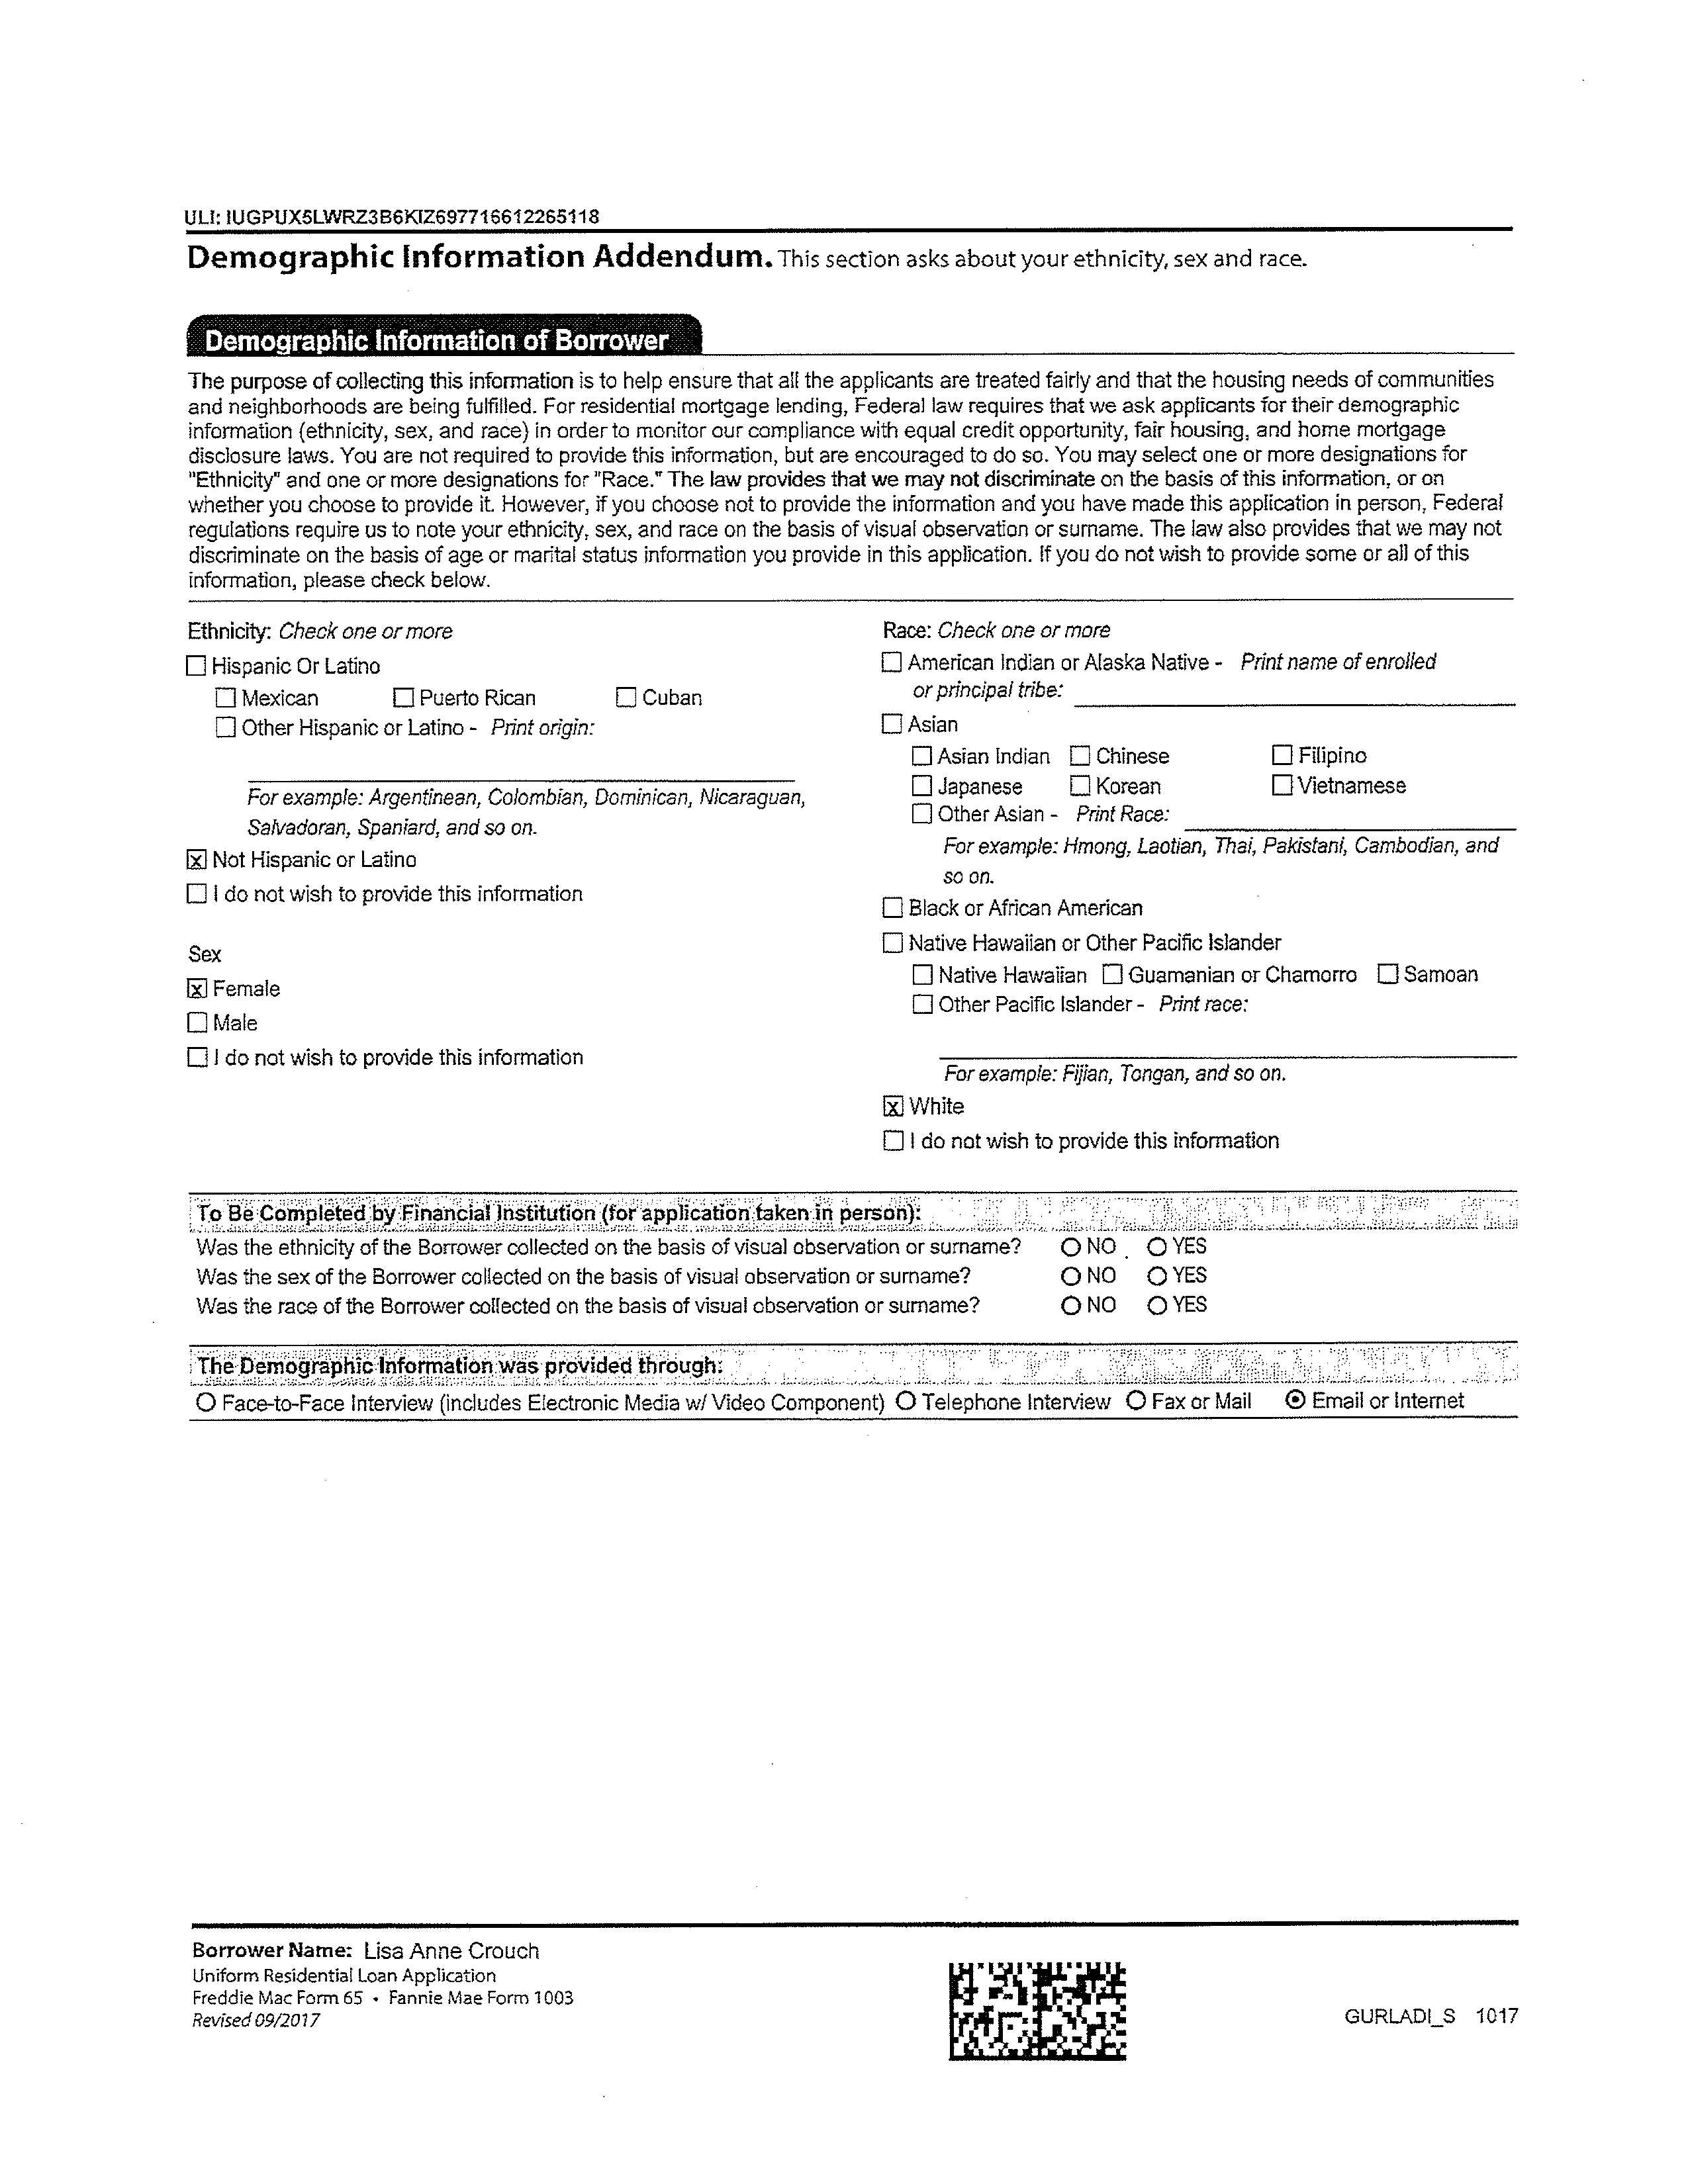 ULI: IUGPUX5LWRZ3B6KIZ697716612265118
Demographic Information Addendum. This section asks about your ethnicity, sex and race.
Demographic Information of Borrower
The purpose of collecting this information is to help ensure that all the applicants are treated fairly and that the housing needs of communities
and neighborhoods are being fulfilled. For residential mortgage lending, Federal law requires that we ask applicants for their demographic
information (ethnicity, sex, and race) in order to monitor our compliance with equal credit opportunity, fair housing, and home mortgage
disclosure laws. You are not required to provide this information, but are encouraged to do so. You may select one or more designations for
"Ethnicity" and one or more designations for "Race." The law provides that we may not discriminate on the basis of this information, or on
whether you choose to provide it. However, if you choose not to provide the information and you have made this application in person, Federal
regulations require us to note your ethnicity, sex, and race on the basis of visual observation or surname. The law also provides that we may not
discriminate on the basis of age or marital status information you provide in this application. If you do not wish to provide some or all of this
information, please check below.
Ethnicity: Check one or more
☐ Hispanic Or Latino
☐ Mexican ☐ Puerto Rican ☐ Cuban
☐ Other Hispanic or Latino - Print origin:
For example: Argentinean, Colombian, Dominican, Nicaraguan,
Salvadoran, Spaniard, and so on.
☒ Not Hispanic or Latino
☐ I do not wish to provide this information
Sex
☒ Female
☐ Male
☐ I do not wish to provide this information
Race: Check one or more
☐ American Indian or Alaska Native - Print name of enrolled
or principal tribe:
☐ Asian
☐ Asian Indian ☐ Chinese ☐ Filipino
☐ Japanese ☐ Korean ☐ Vietnamese
☐ Other Asian - Print Race:
For example: Hmong, Laotian, Thai, Pakistani, Cambodian, and
so on.
☐ Black or African American
☐ Native Hawaiian or Other Pacific Islander
☐ Native Hawaiian ☐ Guamanian or Chamorro ☐ Samoan
☐ Other Pacific Islander - Print race:
For example: Fijian, Tongan, and so on.
☒ White
☐ I do not wish to provide this information
To Be Completed by Financial Institution (for application taken in person):
Was the ethnicity of the Borrower collected on the basis of visual observation or surname? ○ NO ○ YES
Was the sex of the Borrower collected on the basis of visual observation or surname? ○ NO ○ YES
Was the race of the Borrower collected on the basis of visual observation or surname? ○ NO ○ YES
The Demographic Information was provided through:
○ Face-to-Face Interview (includes Electronic Media w/ Video Component) ○ Telephone Interview ○ Fax or Mail ◉ Email or Internet
Borrower Name: Lisa Anne Crouch
Uniform Residential Loan Application
Freddie Mac Form 65 • Fannie Mae Form 1003
Revised 09/2017
GURLADI_S 1017